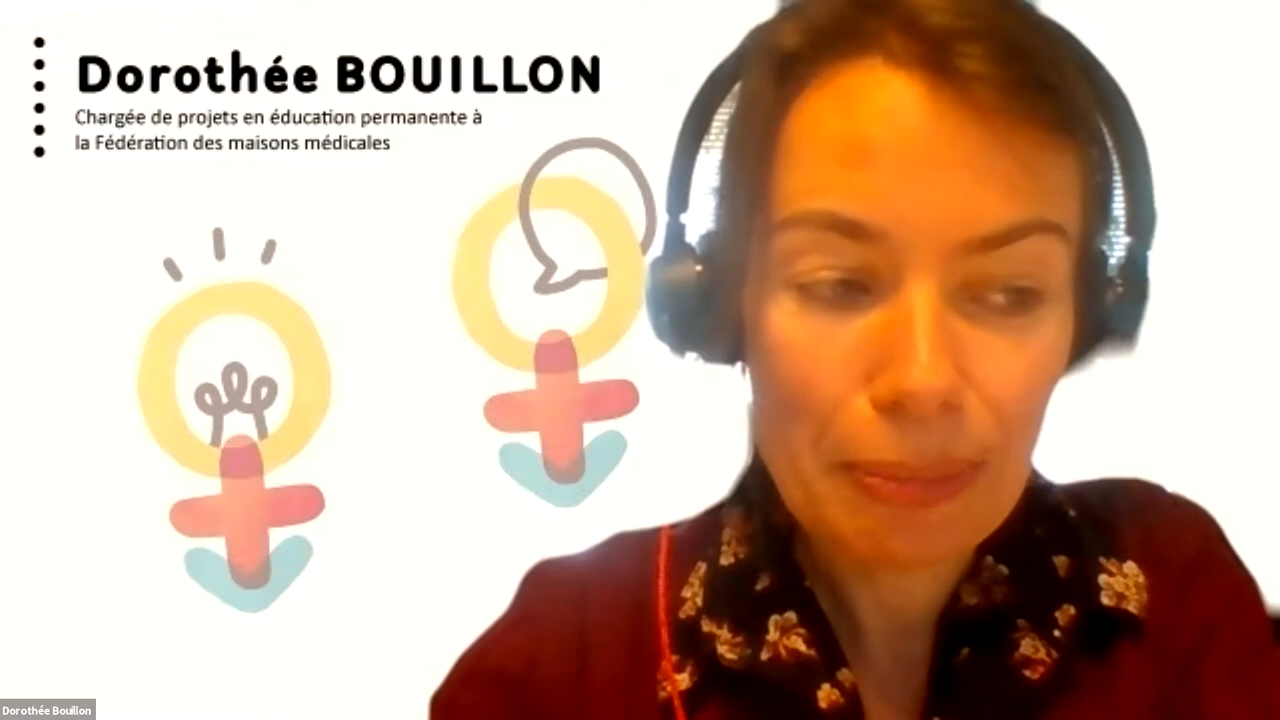 Dorothée BOUILLON
Chargée de projets en éducation permanente à
la Fédération des maisons médicales
Dorothée Bouillon